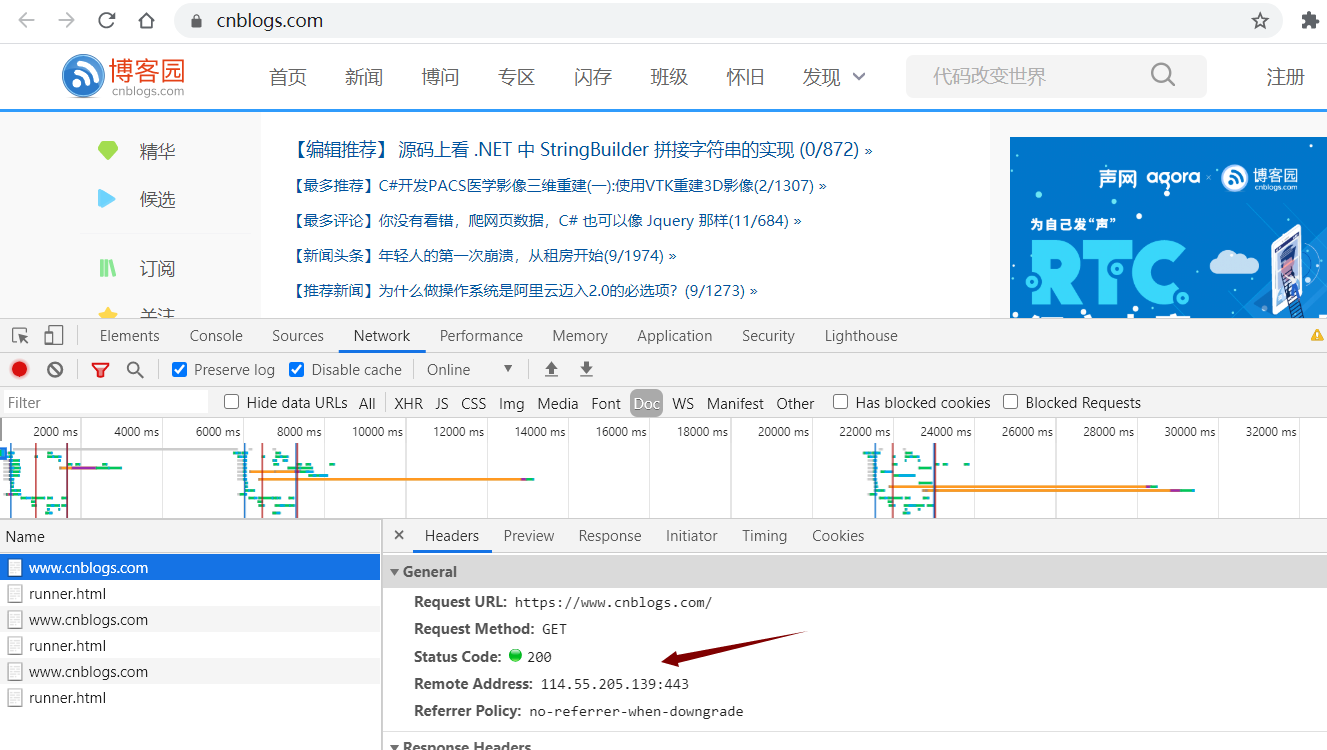 cnblogs.com
博客园
cnblogs.com
首页 新闻 博问 专区 闪存 班级 怀旧 发现 代码改变世界 注册
精华
候选
订阅
关注
【编辑推荐】 源码上看 .NET 中 StringBuilder 拼接字符串的实现 (0/872) »
【最多推荐】C#开发PACS医学影像三维重建(一):使用VTK重建3D影像(2/1307) »
【最多评论】你没有看错，爬网页数据，C# 也可以像 Jquery 那样(11/684) »
【新闻头条】年轻人的第一次崩溃，从租房开始(9/1974) »
【推荐新闻】为什么做操作系统是阿里云迈入2.0的必选项？(9/1273) »
声网 agora × 博客园
cnblogs.com
为自己发“声”
RTC
Elements Console Sources Network Performance Memory Application Security Lighthouse
Preserve log Disable cache Online
Filter Hide data URLs All XHR JS CSS Img Media Font Doc WS Manifest Other Has blocked cookies Blocked Requests
2000 ms 4000 ms 6000 ms 8000 ms 10000 ms 12000 ms 14000 ms 16000 ms 18000 ms 20000 ms 22000 ms 24000 ms 26000 ms 28000 ms 30000 ms 32000 ms
Name
www.cnblogs.com
runner.html
www.cnblogs.com
runner.html
www.cnblogs.com
runner.html
× Headers Preview Response Initiator Timing Cookies
General
Request URL: https://www.cnblogs.com/
Request Method: GET
Status Code: 200
Remote Address: 114.55.205.139:443
Referrer Policy: no-referrer-when-downgrade
Response Headers